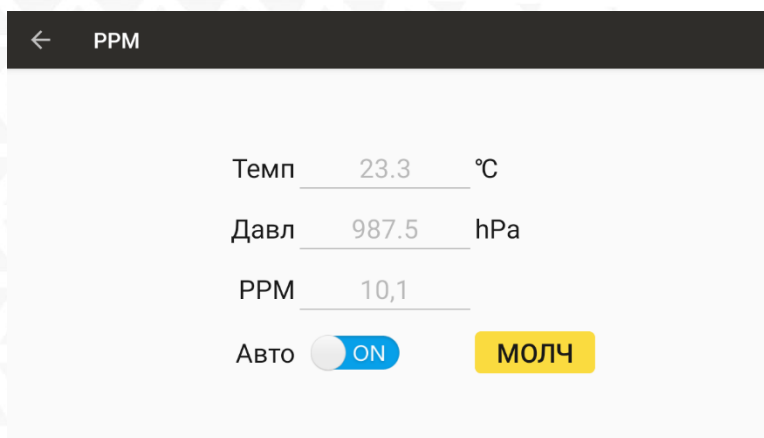 PPM
Темп 23.3 °C
Давл 987.5 hPa
PPM 10,1
Авто ON МОЛЧ